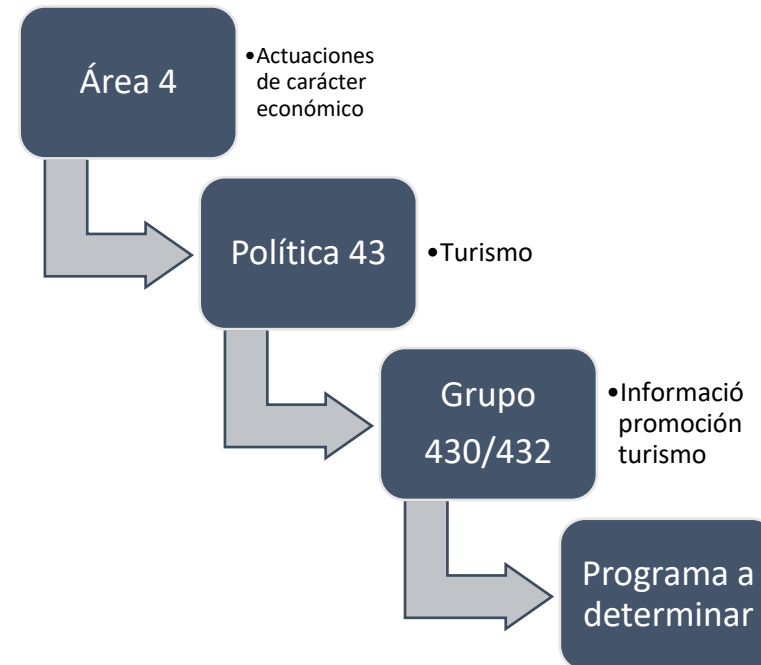 Área 4
•Actuaciones
de carácter
económico
Política 43
•Turismo
Grupo
430/432
•Informació
promoción
turismo
Programa a
determinar